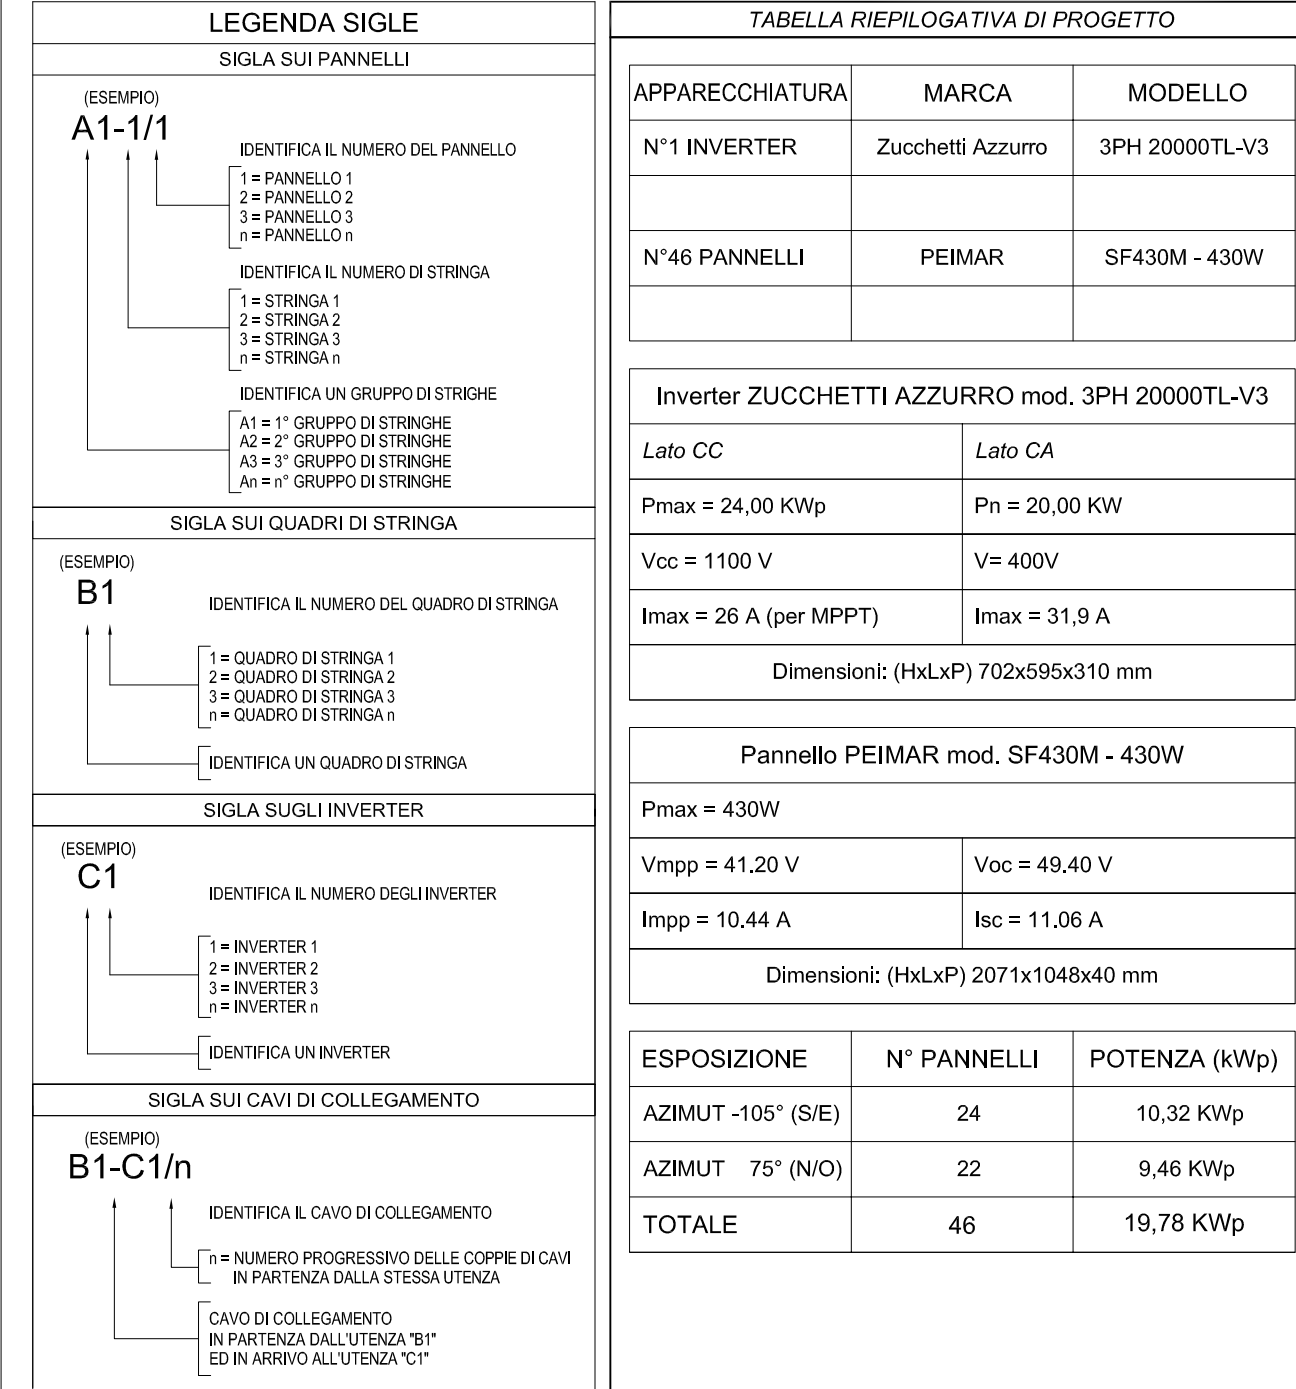 LEGENDA SIGLE
SIGLA SUI PANNELLI
(ESEMPIO)
A1-1/1
IDENTIFICA IL NUMERO DEL PANNELLO
1 = PANNELLO 1
2 = PANNELLO 2
3 = PANNELLO 3
n = PANNELLO n
IDENTIFICA IL NUMERO DI STRINGA
1 = STRINGA 1
2 = STRINGA 2
3 = STRINGA 3
n = STRINGA n
IDENTIFICA UN GRUPPO DI STRIGHE
A1 = 1° GRUPPO DI STRINGHE
A2 = 2° GRUPPO DI STRINGHE
A3 = 3° GRUPPO DI STRINGHE
An = n° GRUPPO DI STRINGHE
SIGLA SUI QUADRI DI STRINGA
(ESEMPIO)
B1
IDENTIFICA IL NUMERO DEL QUADRO DI STRINGA
1 = QUADRO DI STRINGA 1
2 = QUADRO DI STRINGA 2
3 = QUADRO DI STRINGA 3
n = QUADRO DI STRINGA n
IDENTIFICA UN QUADRO DI STRINGA
SIGLA SUGLI INVERTER
(ESEMPIO)
C1
IDENTIFICA IL NUMERO DEGLI INVERTER
1 = INVERTER 1
2 = INVERTER 2
3 = INVERTER 3
n = INVERTER n
IDENTIFICA UN INVERTER
SIGLA SUI CAVI DI COLLEGAMENTO
(ESEMPIO)
B1-C1/n
IDENTIFICA IL CAVO DI COLLEGAMENTO
n = NUMERO PROGRESSIVO DELLE COPPIE DI CAVI
IN PARTENZA DALLA STESSA UTENZA
CAVO DI COLLEGAMENTO
IN PARTENZA DALL'UTENZA "B1"
ED IN ARRIVO ALL'UTENZA "C1"
TABELLA RIEPILOGATIVA DI PROGETTO
APPARECCHIATURA MARCA MODELLO
N°1 INVERTER Zucchetti Azzurro 3PH 20000TL-V3
N°46 PANNELLI PEIMAR SF430M - 430W
Inverter ZUCCHETTI AZZURRO mod. 3PH 20000TL-V3
Lato CC Lato CA
Pmax = 24,00 KWp Pn = 20,00 KW
Vcc = 1100 V V= 400V
Imax = 26 A (per MPPT) Imax = 31,9 A
Dimensioni: (HxLxP) 702x595x310 mm
Pannello PEIMAR mod. SF430M - 430W
Pmax = 430W
Vmpp = 41.20 V Voc = 49.40 V
Impp = 10.44 A Isc = 11.06 A
Dimensioni: (HxLxP) 2071x1048x40 mm
ESPOSIZIONE N° PANNELLI POTENZA (kWp)
AZIMUT -105° (S/E) 24 10,32 KWp
AZIMUT 75° (N/O) 22 9,46 KWp
TOTALE 46 19,78 KWp